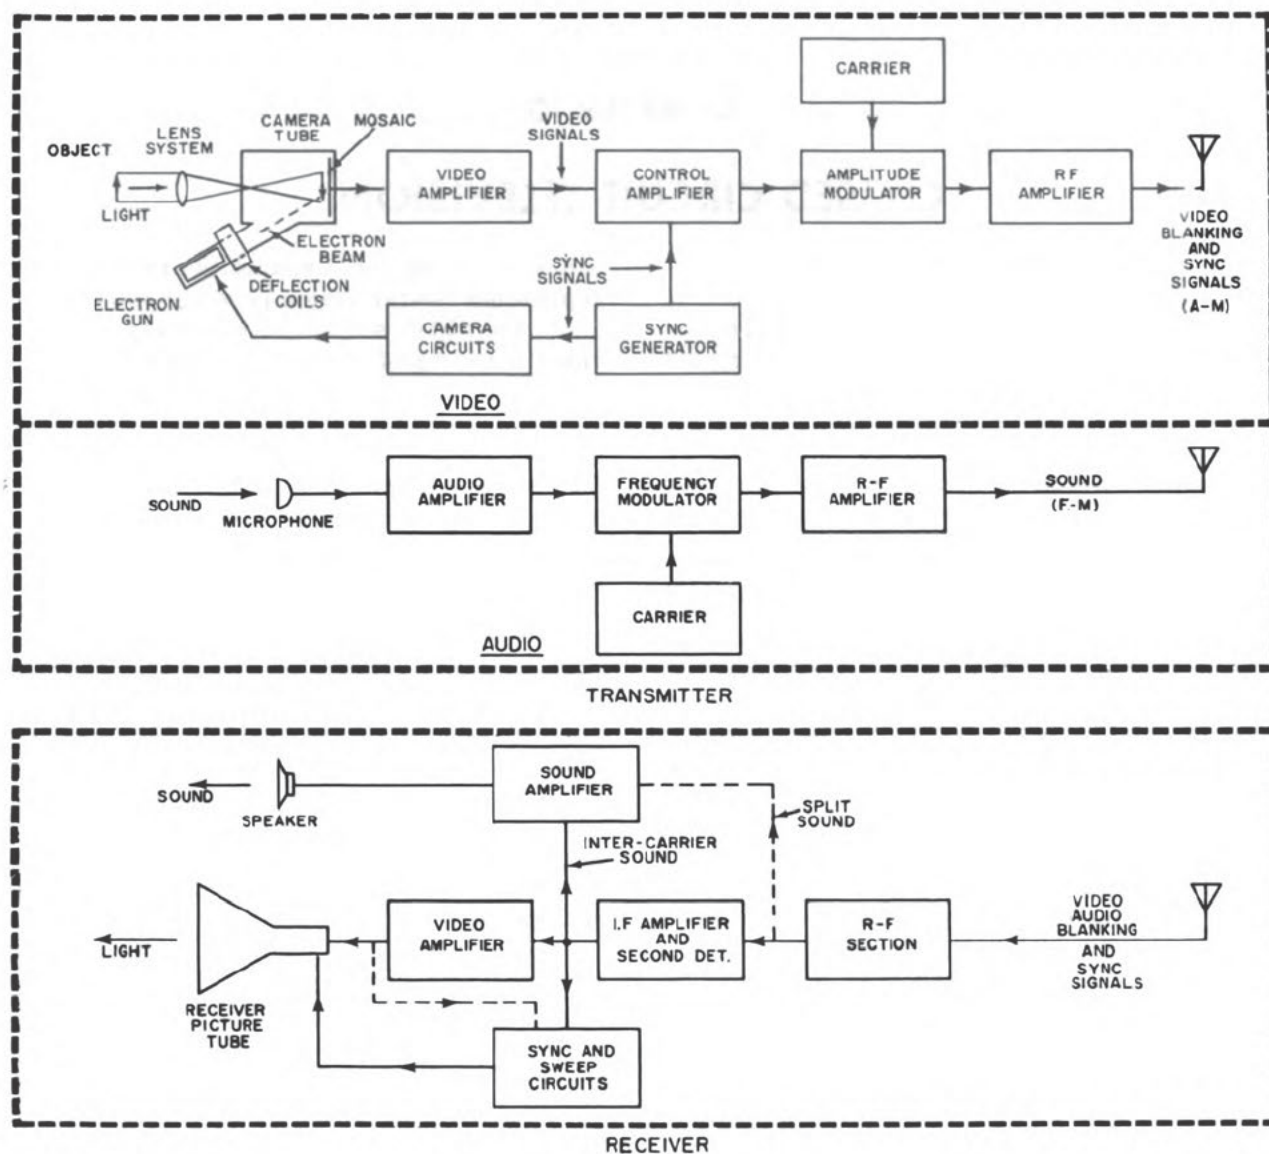 CARRIER
OBJECT
LENS
SYSTEM
CAMERA
TUBE
MOSAIC
VIDEO
SIGNALS
LIGHT
VIDEO
AMPLIFIER
CONTROL
AMPLIFIER
AMPLITUDE
MODULATOR
RF
AMPLIFIER
ELECTRON
BEAM
DEFLECTION
COILS
ELECTRON
GUN
SYNC
SIGNALS
CAMERA
CIRCUITS
SYNC
GENERATOR
VIDEO
BLANKING
AND
SYNC
SIGNALS
(A-M)
VIDEO
SOUND
MICROPHONE
AUDIO
AMPLIFIER
FREQUENCY
MODULATOR
R-F
AMPLIFIER
SOUND
(F-M)
CARRIER
AUDIO
TRANSMITTER
SOUND
SPEAKER
SOUND
AMPLIFIER
SPLIT
SOUND
INTER-CARRIER
SOUND
LIGHT
RECEIVER
PICTURE
TUBE
VIDEO
AMPLIFIER
I.F AMPLIFIER
AND
SECOND DET.
R-F
SECTION
VIDEO
AUDIO
BLANKING
AND
SYNC
SIGNALS
SYNC AND
SWEEP
CIRCUITS
RECEIVER